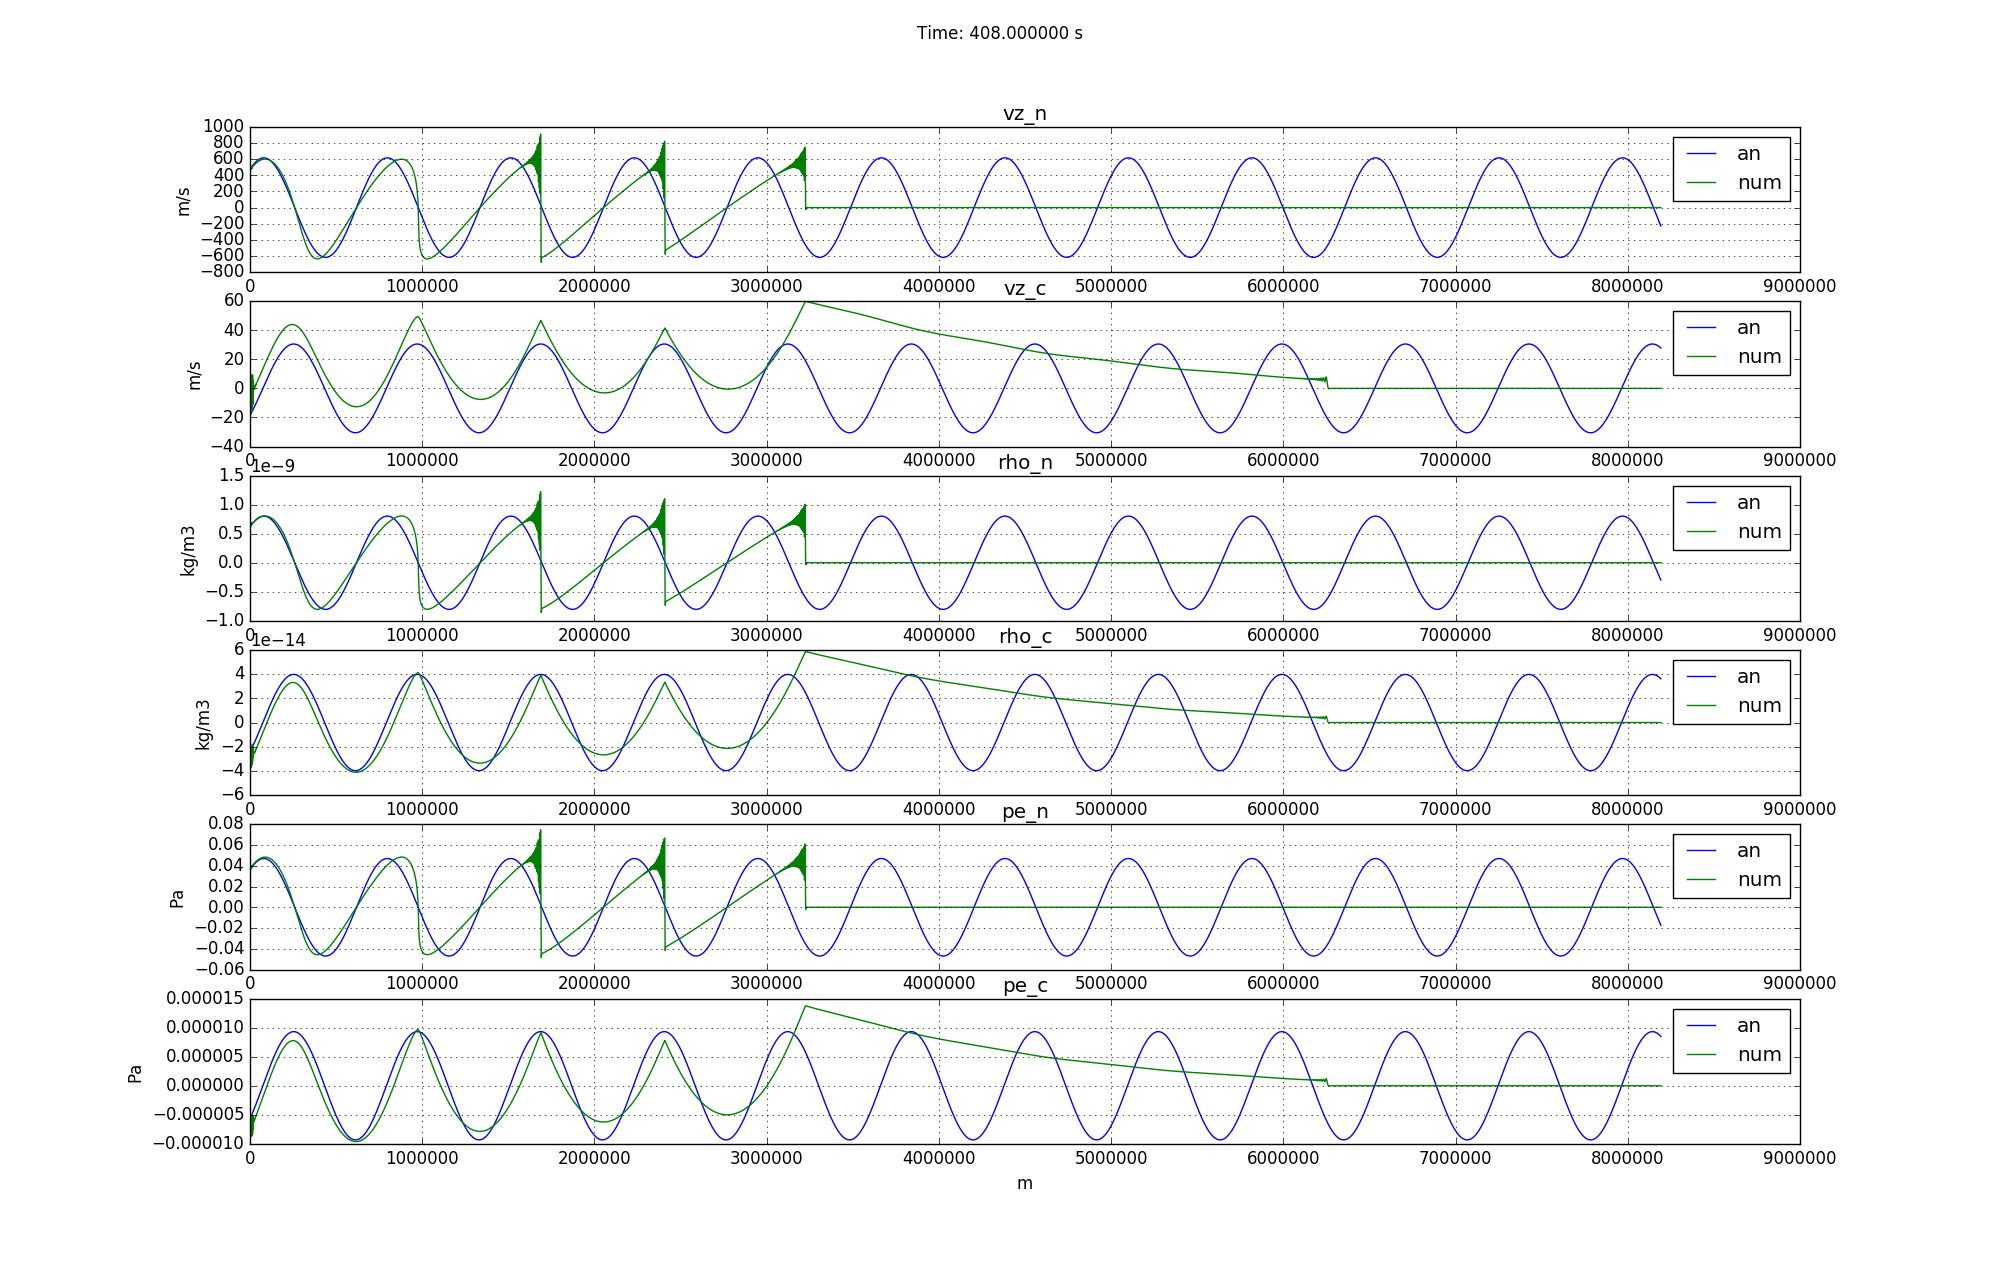 Time: 408.000000 s
vz_n
1000
800
600
400
200
0
−200
−400
−600
−800
m/s
an
num
0 1000000 2000000 3000000 4000000 5000000 6000000 7000000 8000000 9000000
vz_c
60
40
20
0
−20
−40
m/s
an
num
0 1000000 2000000 3000000 4000000 5000000 6000000 7000000 8000000 9000000
1e−9
rho_n
1.5
1.0
0.5
0.0
−0.5
−1.0
kg/m3
an
num
0 1000000 2000000 3000000 4000000 5000000 6000000 7000000 8000000 9000000
1e−14
rho_c
6
4
2
0
−2
−4
−6
kg/m3
an
num
0 1000000 2000000 3000000 4000000 5000000 6000000 7000000 8000000 9000000
pe_n
0.08
0.06
0.04
0.02
0.00
−0.02
−0.04
−0.06
Pa
an
num
0 1000000 2000000 3000000 4000000 5000000 6000000 7000000 8000000 9000000
pe_c
0.000015
0.000010
0.000005
0.000000
−0.000005
−0.000010
Pa
an
num
0 1000000 2000000 3000000 4000000 5000000 6000000 7000000 8000000 9000000
m